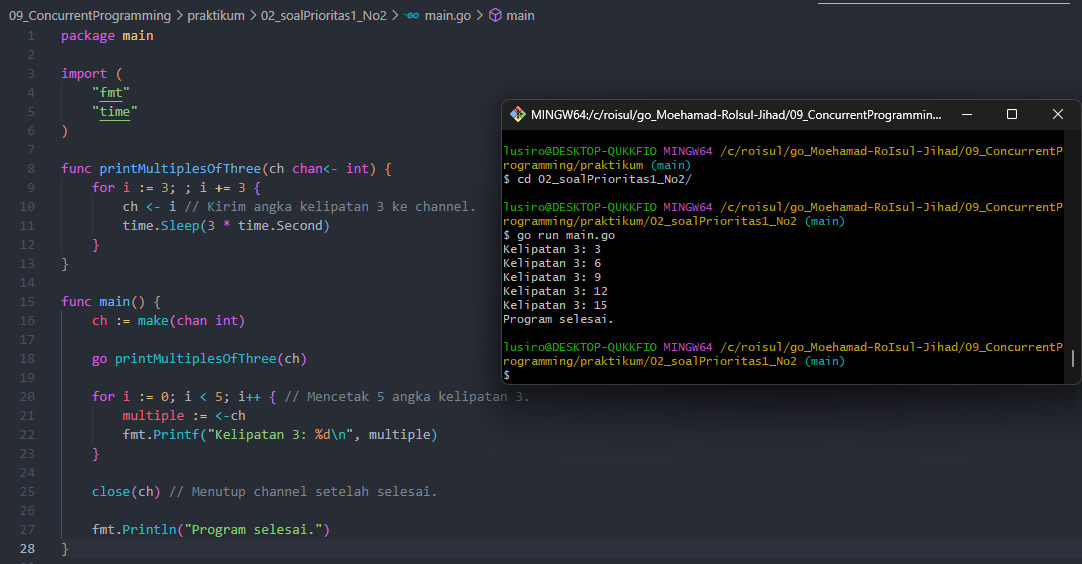 09_ConcurrentProgramming > praktikum > 02_soalPrioritas1_No2 > main.go > main
1 package main
2
3 import (
4 "fmt"
5 "time"
6 )
7
8 func printMultiplesOfThree(ch chan<- int) {
9 for i := 3; ; i += 3 {
10 ch <- i // Kirim angka kelipatan 3 ke channel.
11 time.Sleep(3 * time.Second)
12 }
13 }
14
15 func main() {
16 ch := make(chan int)
17
18 go printMultiplesOfThree(ch)
19
20 for i := 0; i < 5; i++ { // Mencetak 5 angka kelipatan 3.
21 multiple := <-ch
22 fmt.Printf("Kelipatan 3: %d\n", multiple)
23 }
24
25 close(ch) // Menutup channel setelah selesai.
26
27 fmt.Println("Program selesai.")
28 }
MINGW64:/c/roisul/go_Moehamad-RoIsul-Jihad/09_ConcurrentProgrammin...
lusiro@DESKTOP-QUKKFIO MINGW64 /c/roisul/go_Moehamad-RoIsul-Jihad/09_ConcurrentP
rogramming/praktikum (main)
$ cd 02_soalPrioritas1_No2/
lusiro@DESKTOP-QUKKFIO MINGW64 /c/roisul/go_Moehamad-RoIsul-Jihad/09_ConcurrentP
rogramming/praktikum/02_soalPrioritas1_No2 (main)
$ go run main.go
Kelipatan 3: 3
Kelipatan 3: 6
Kelipatan 3: 9
Kelipatan 3: 12
Kelipatan 3: 15
Program selesai.
lusiro@DESKTOP-QUKKFIO MINGW64 /c/roisul/go_Moehamad-RoIsul-Jihad/09_ConcurrentP
rogramming/praktikum/02_soalPrioritas1_No2 (main)
$